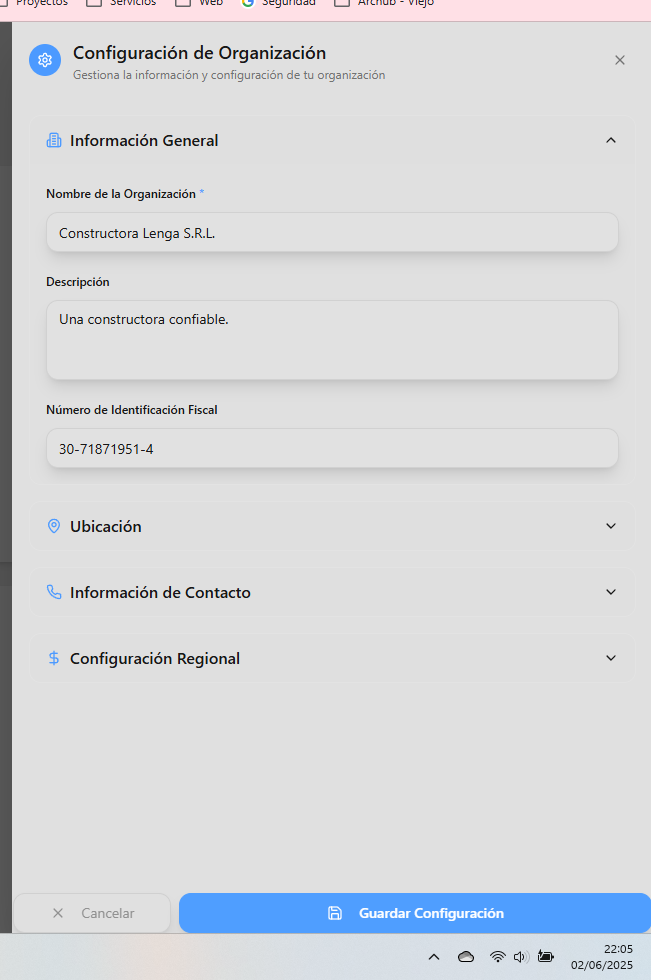 Proyectos Servicios Web Seguridad Archub - Viejo
Configuración de Organización
Gestiona la información y configuración de tu organización
Información General
Nombre de la Organización *
Constructora Lenga S.R.L.
Descripción
Una constructora confiable.
Número de Identificación Fiscal
30-71871951-4
Ubicación
Información de Contacto
Configuración Regional
Cancelar
Guardar Configuración
22:05
02/06/2025